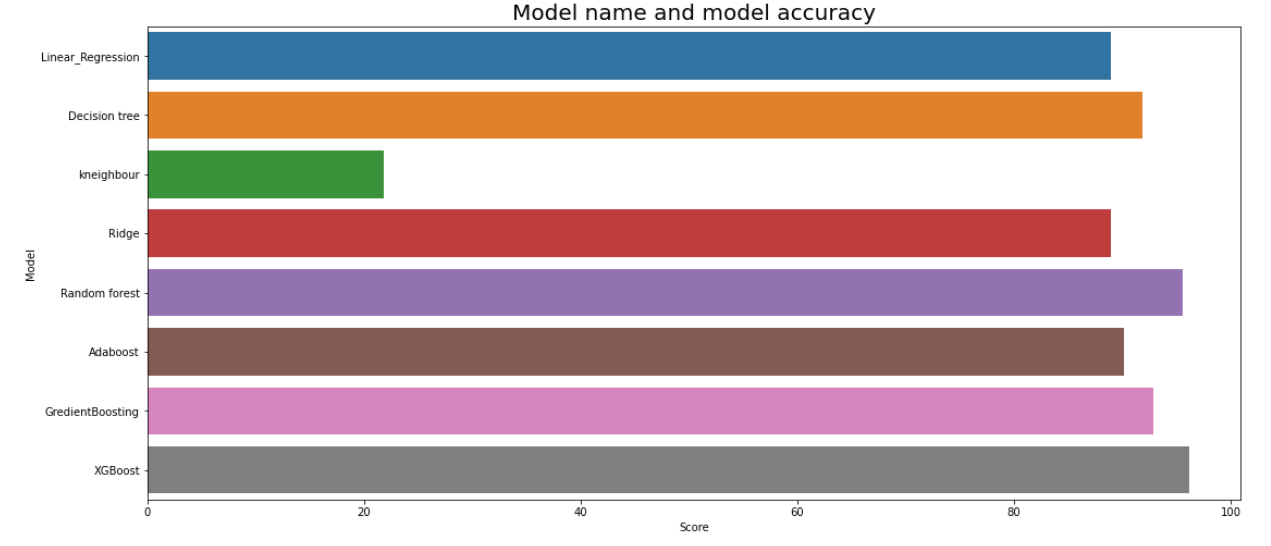 Model name and model accuracy
Linear_Regression
Decision tree
kneighbour
Ridge
Model
Random forest
Adaboost
GredientBoosting
XGBoost
0 20 40 60 80 100
Score